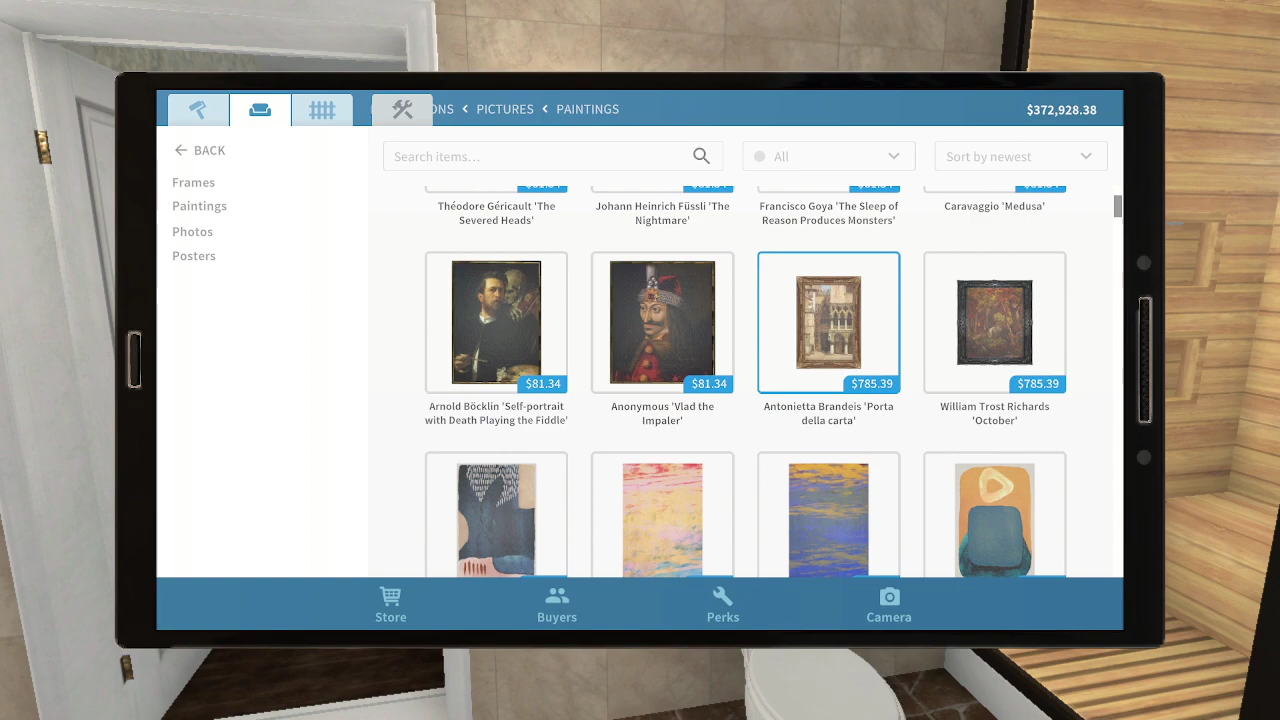 ONS < PICTURES < PAINTINGS
$372,928.38
BACK
Frames
Paintings
Photos
Posters
Search items...
All
Sort by newest
Théodore Géricault 'The
Severed Heads'
Johann Heinrich Füssli 'The
Nightmare'
Francisco Goya 'The Sleep of
Reason Produces Monsters'
Caravaggio 'Medusa'
$81.34
Arnold Böcklin 'Self-portrait
with Death Playing the Fiddle'
$81.34
Anonymous 'Vlad the
Impaler'
$785.39
Antonietta Brandeis 'Porta
della carta'
$785.39
William Trost Richards
'October'
Store
Buyers
Perks
Camera